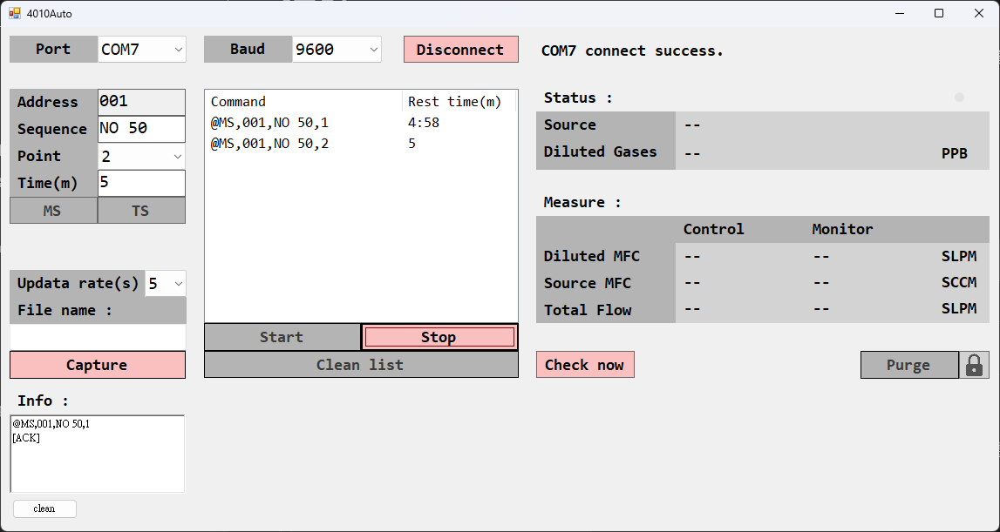 4010Auto
Port COM7 Baud 9600 Disconnect COM7 connect success.
Address 001
Sequence NO 50
Point 2
Time(m) 5
MS TS
Updata rate(s) 5
File name :
Capture
Info :
@MS,001,NO 50,1
[ACK]
clean
Command Rest time(m)
@MS,001,NO 50,1 4:58
@MS,001,NO 50,2 5
Start Stop
Clean list
Status :
Source --
Diluted Gases -- PPB
Measure :
Control Monitor
Diluted MFC -- -- SLPM
Source MFC -- -- SCCM
Total Flow -- -- SLPM
Check now Purge